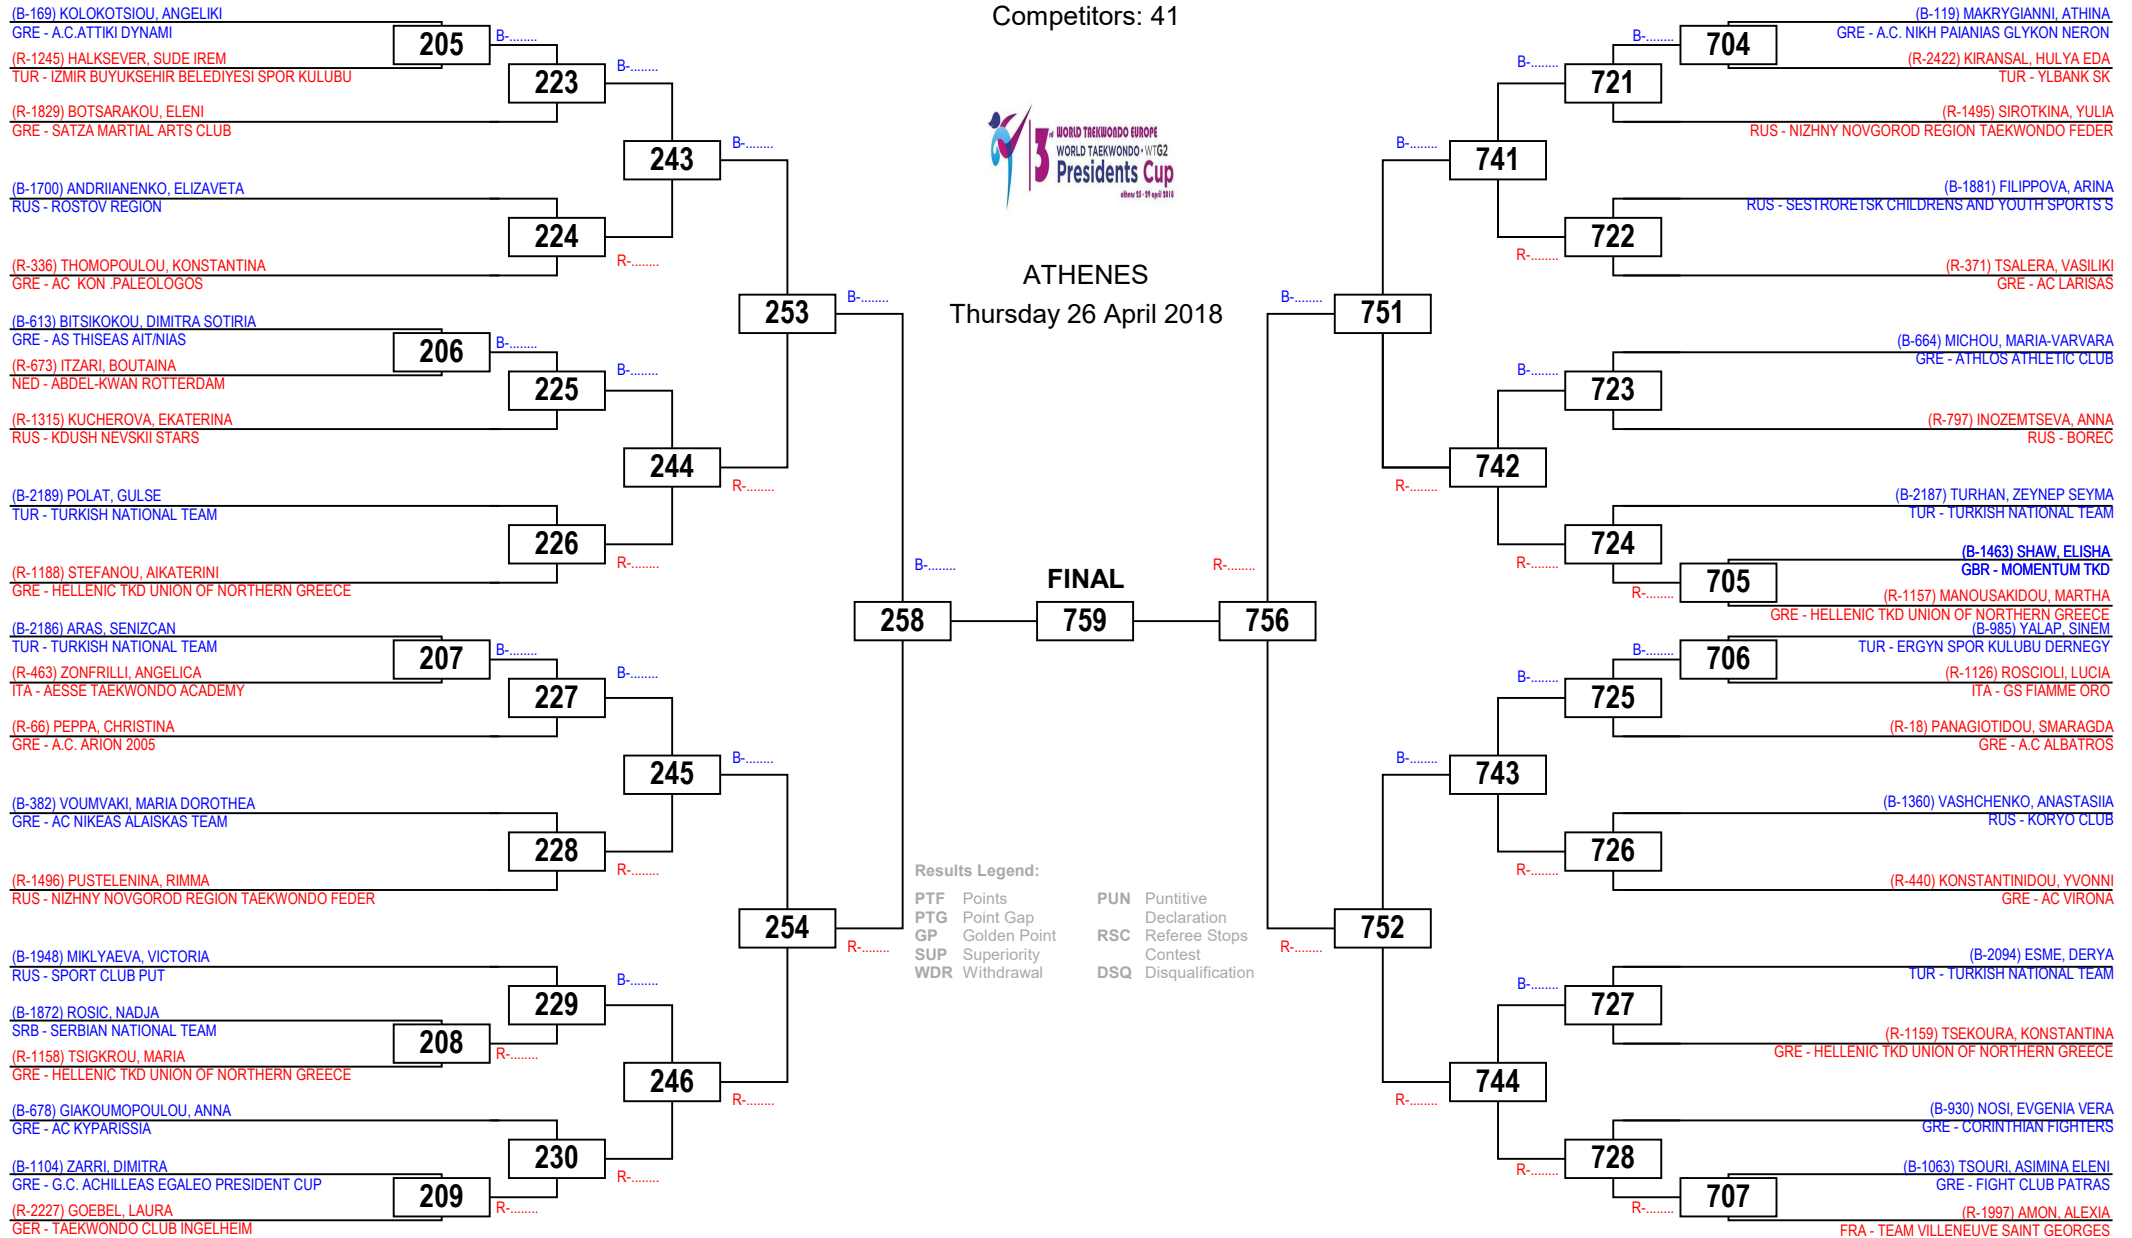 Competitors: 41
WORLD TAEKWONDO EUROPE
WORLD TAEKWONDO • WTG2
3rd Presidents Cup
athens 25 - 29 april 2018
ATHENES
Thursday 26 April 2018
(B-169) KOLOKOTSIOU, ANGELIKI
GRE - A.C.ATTIKI DYNAMI
205
B-........
(R-1245) HALKSEVER, SUDE IREM
TUR - IZMIR BUYUKSEHIR BELEDIYESI SPOR KULUBU
223
B-........
(R-1829) BOTSARAKOU, ELENI
GRE - SATZA MARTIAL ARTS CLUB
243
B-........
(B-1700) ANDRIIANENKO, ELIZAVETA
RUS - ROSTOV REGION
224
R-........
(R-336) THOMOPOULOU, KONSTANTINA
GRE - AC KON .PALEOLOGOS
253
B-........
(B-613) BITSIKOKOU, DIMITRA SOTIRIA
GRE - AS THISEAS AIT/NIAS
206
B-........
(R-673) ITZARI, BOUTAINA
NED - ABDEL-KWAN ROTTERDAM
225
B-........
(R-1315) KUCHEROVA, EKATERINA
RUS - KDUSH NEVSKII STARS
244
R-........
(B-2189) POLAT, GULSE
TUR - TURKISH NATIONAL TEAM
226
R-........
(R-1188) STEFANOU, AIKATERINI
GRE - HELLENIC TKD UNION OF NORTHERN GREECE
258
B-........
(B-2186) ARAS, SENIZCAN
TUR - TURKISH NATIONAL TEAM
207
B-........
(R-463) ZONFRILLI, ANGELICA
ITA - AESSE TAEKWONDO ACADEMY
227
B-........
(R-66) PEPPA, CHRISTINA
GRE - A.C. ARION 2005
245
B-........
(B-382) VOUMVAKI, MARIA DOROTHEA
GRE - AC NIKEAS ALAISKAS TEAM
228
R-........
(R-1496) PUSTELENINA, RIMMA
RUS - NIZHNY NOVGOROD REGION TAEKWONDO FEDER
254
R-........
(B-1948) MIKLYAEVA, VICTORIA
RUS - SPORT CLUB PUT
229
B-........
(B-1872) ROSIC, NADJA
SRB - SERBIAN NATIONAL TEAM
208
R-........
(R-1158) TSIGKROU, MARIA
GRE - HELLENIC TKD UNION OF NORTHERN GREECE
246
R-........
(B-678) GIAKOUMOPOULOU, ANNA
GRE - AC KYPARISSIA
230
R-........
(B-1104) ZARRI, DIMITRA
GRE - G.C. ACHILLEAS EGALEO PRESIDENT CUP
209
R-........
(R-2227) GOEBEL, LAURA
GER - TAEKWONDO CLUB INGELHEIM
FINAL
759
Results Legend:
PTF Points
PTG Point Gap
GP Golden Point
SUP Superiority
WDR Withdrawal
PUN Puntitive
Declaration
RSC Referee Stops
Contest
DSQ Disqualification
(B-119) MAKRYGIANNI, ATHINA
GRE - A.C. NIKH PAIANIAS GLYKON NERON
704
B-........
(R-2422) KIRANSAL, HULYA EDA
TUR - YLBANK SK
721
B-........
(R-1495) SIROTKINA, YULIA
RUS - NIZHNY NOVGOROD REGION TAEKWONDO FEDER
741
B-........
(B-1881) FILIPPOVA, ARINA
RUS - SESTRORETSK CHILDRENS AND YOUTH SPORTS S
722
R-........
(R-371) TSALERA, VASILIKI
GRE - AC LARISAS
751
B-........
(B-664) MICHOU, MARIA-VARVARA
GRE - ATHLOS ATHLETIC CLUB
723
B-........
(R-797) INOZEMTSEVA, ANNA
RUS - BOREC
742
R-........
(B-2187) TURHAN, ZEYNEP SEYMA
TUR - TURKISH NATIONAL TEAM
724
R-........
(B-1463) SHAW, ELISHA
GBR - MOMENTUM TKD
705
R-........
(R-1157) MANOUSAKIDOU, MARTHA
GRE - HELLENIC TKD UNION OF NORTHERN GREECE
756
R-........
(B-985) YALAP, SINEM
TUR - ERGYN SPOR KULUBU DERNEGY
706
B-........
(R-1126) ROSCIOLI, LUCIA
ITA - GS FIAMME ORO
725
B-........
(R-18) PANAGIOTIDOU, SMARAGDA
GRE - A.C ALBATROS
743
B-........
(B-1360) VASHCHENKO, ANASTASIIA
RUS - KORYO CLUB
726
R-........
(R-440) KONSTANTINIDOU, YVONNI
GRE - AC VIRONA
752
R-........
(B-2094) ESME, DERYA
TUR - TURKISH NATIONAL TEAM
727
B-........
(R-1159) TSEKOURA, KONSTANTINA
GRE - HELLENIC TKD UNION OF NORTHERN GREECE
744
R-........
(B-930) NOSI, EVGENIA VERA
GRE - CORINTHIAN FIGHTERS
728
R-........
(B-1063) TSOURI, ASIMINA ELENI
GRE - FIGHT CLUB PATRAS
707
R-........
(R-1997) AMON, ALEXIA
FRA - TEAM VILLENEUVE SAINT GEORGES